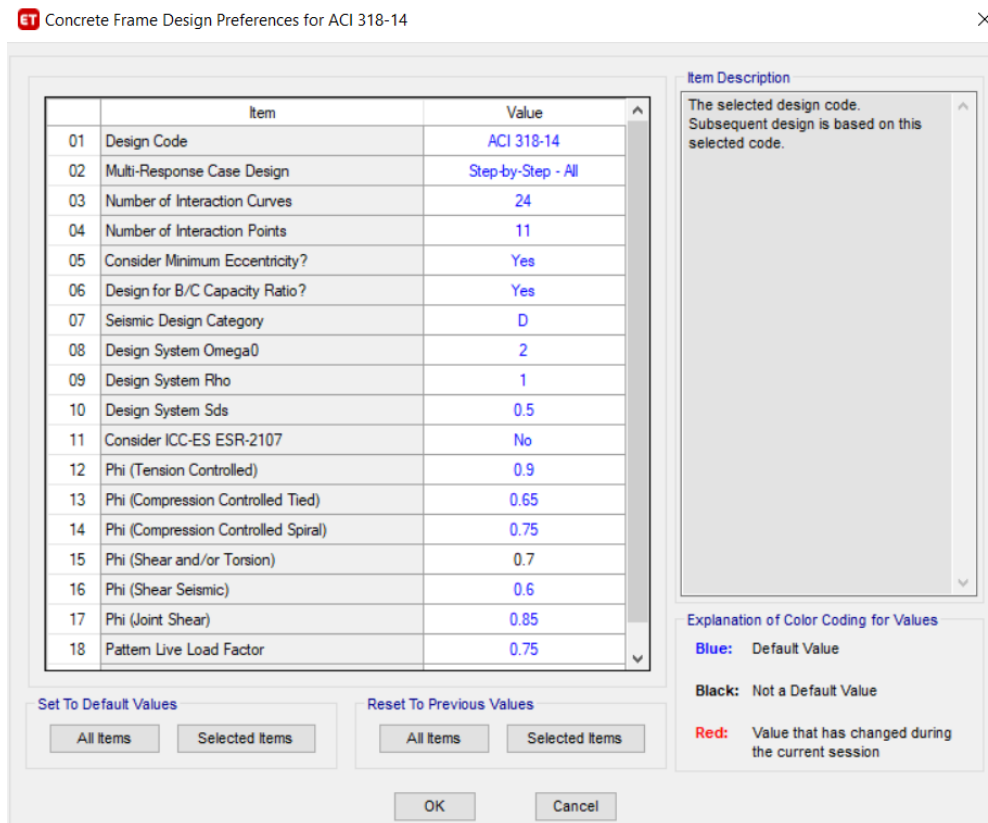 ET Concrete Frame Design Preferences for ACI 318-14
Item Value
01 Design Code ACI 318-14
02 Multi-Response Case Design Step-by-Step - All
03 Number of Interaction Curves 24
04 Number of Interaction Points 11
05 Consider Minimum Eccentricity? Yes
06 Design for B/C Capacity Ratio? Yes
07 Seismic Design Category D
08 Design System Omega0 2
09 Design System Rho 1
10 Design System Sds 0.5
11 Consider ICC-ES ESR-2107 No
12 Phi (Tension Controlled) 0.9
13 Phi (Compression Controlled Tied) 0.65
14 Phi (Compression Controlled Spiral) 0.75
15 Phi (Shear and/or Torsion) 0.7
16 Phi (Shear Seismic) 0.6
17 Phi (Joint Shear) 0.85
18 Pattern Live Load Factor 0.75
Item Description
The selected design code.
Subsequent design is based on this
selected code.
Explanation of Color Coding for Values
Blue: Default Value
Black: Not a Default Value
Red: Value that has changed during
the current session
Set To Default Values
All Items Selected Items
Reset To Previous Values
All Items Selected Items
OK Cancel